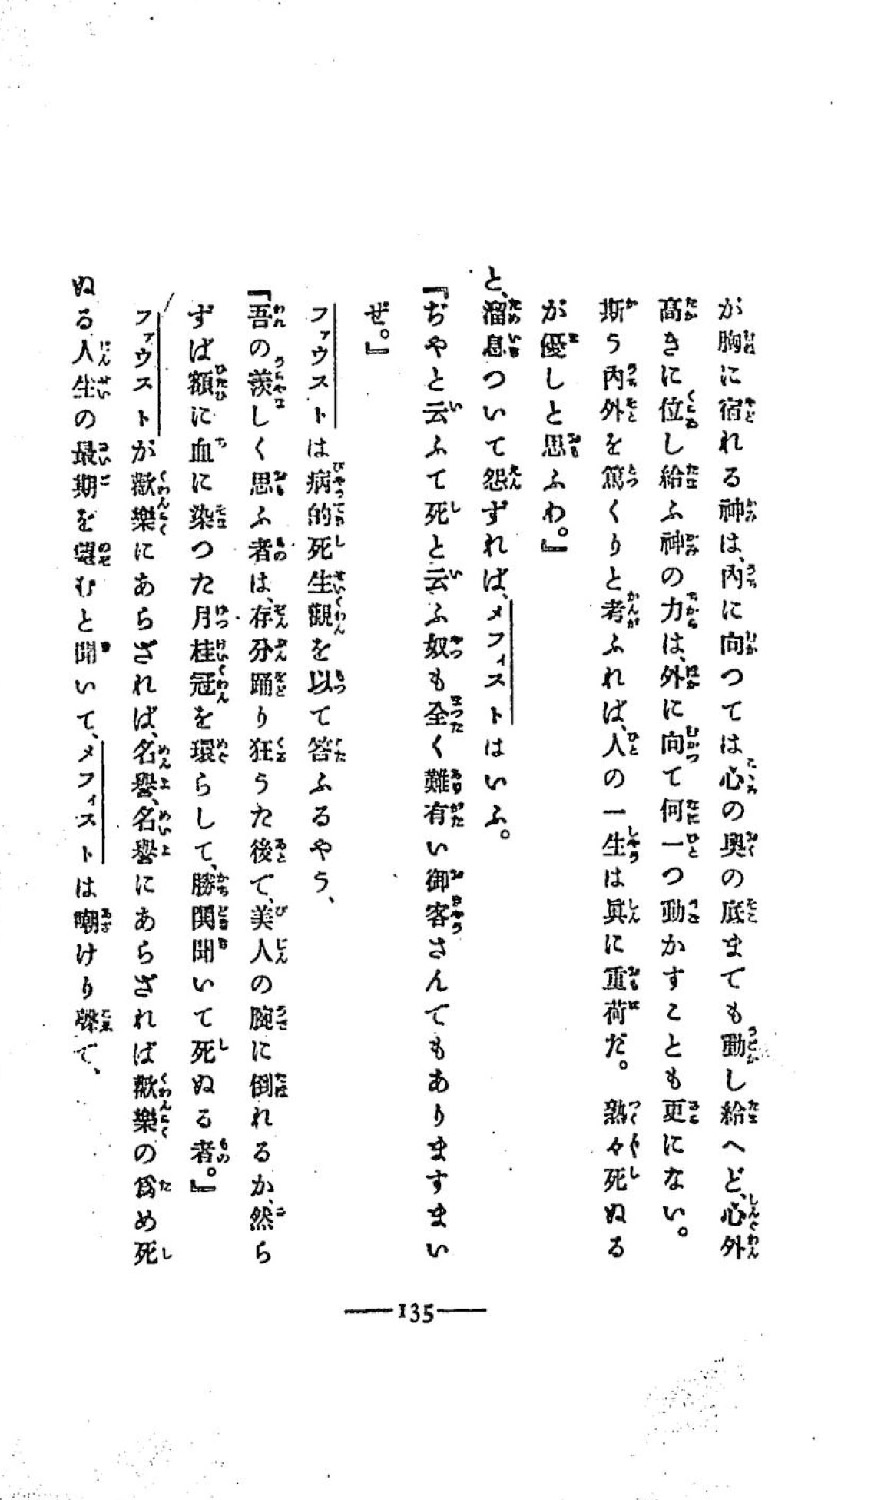 が胸に宿れる神は、內に向つては心の奧の底までも動し給へど、心外
高きに位し給ふ神の力は、外に向て何一つ動かすことも更にない。
斯う內外を篤くりと考ふれば、人の一生は眞に重荷だ。熟々死ぬる
が優しと思ふわ。』
と、溜息ついて怨ずれば、メフィストはいふ。
『ぢやと云ふて死と云ふ奴も全く難有い御客さんでもありますまい
ぜ。』
ファウストは病的死生觀を以て答ふるやう、
『吾の羨しく思ふ者は、存分踊り狂うた後で、美人の腕に倒れるか、然ら
ずば額に血に染つた月桂冠を環らして、勝関聞いて死ぬる者。』
ファウストが歡樂にあらざれば、名譽、名譽にあらざれば歡樂の爲め死
ぬる人生の最期を望むと聞いて、メフィストは嘲けり聲で、
135